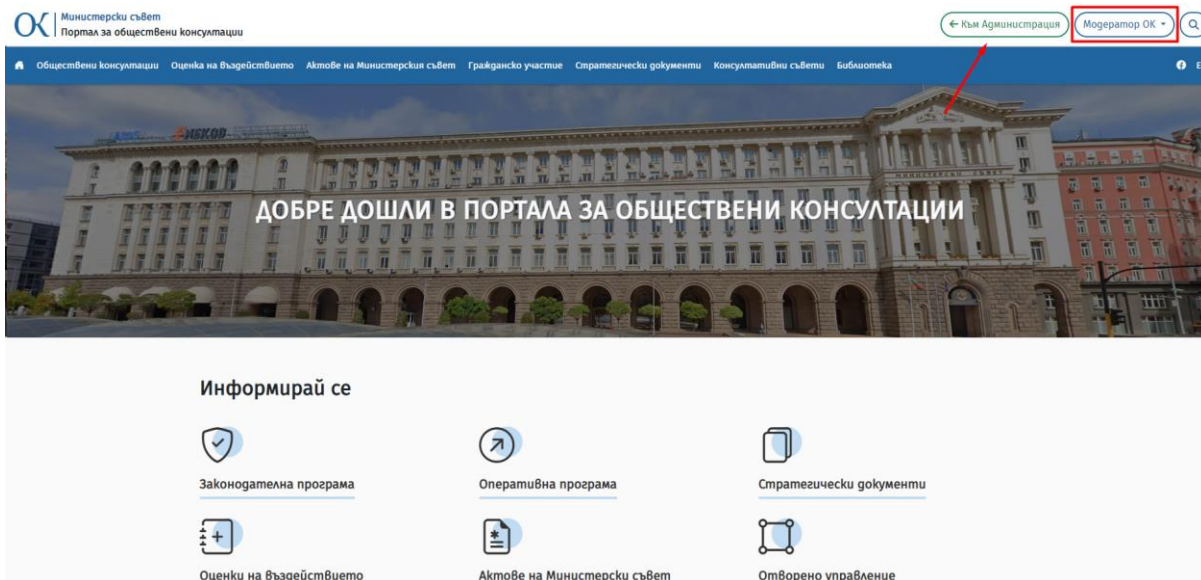 ОК
Министерски съвет
Портал за обществени консултации
← Към Администрация
Модератор ОК
Обществени консултации Оценка на въздействието Актове на Министерския съвет Гражданско участие Стратегически документи Консултативни съвети Библиотека
МИНИСТЕРСКИ СЪВЕТ
ДОБРЕ ДОШЛИ В ПОРТАЛА ЗА ОБЩЕСТВЕНИ КОНСУЛТАЦИИ
Информирай се
Законодателна програма Оперативна програма Стратегически документи
Оценки на въздействието Актове на Министерски съвет Отворено управление